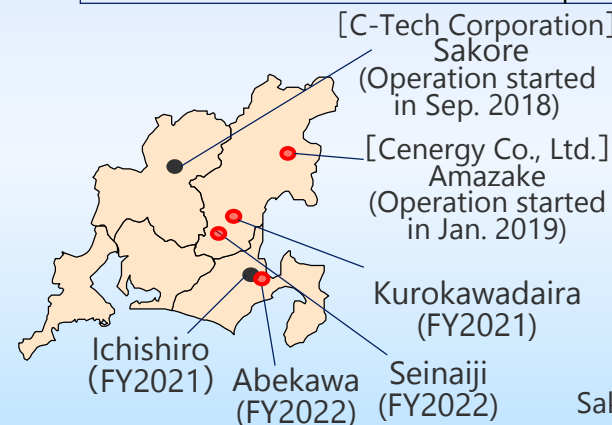 [C-Tech Corporation]
Sakore
(Operation started
in Sep. 2018)
[Cenergy Co., Ltd.]
Amazake
(Operation started
in Jan. 2019)
Kurokawadaira
(FY2021)
Ichishiro
(FY2021)
Abekawa
(FY2022)
Seinaiji
(FY2022)